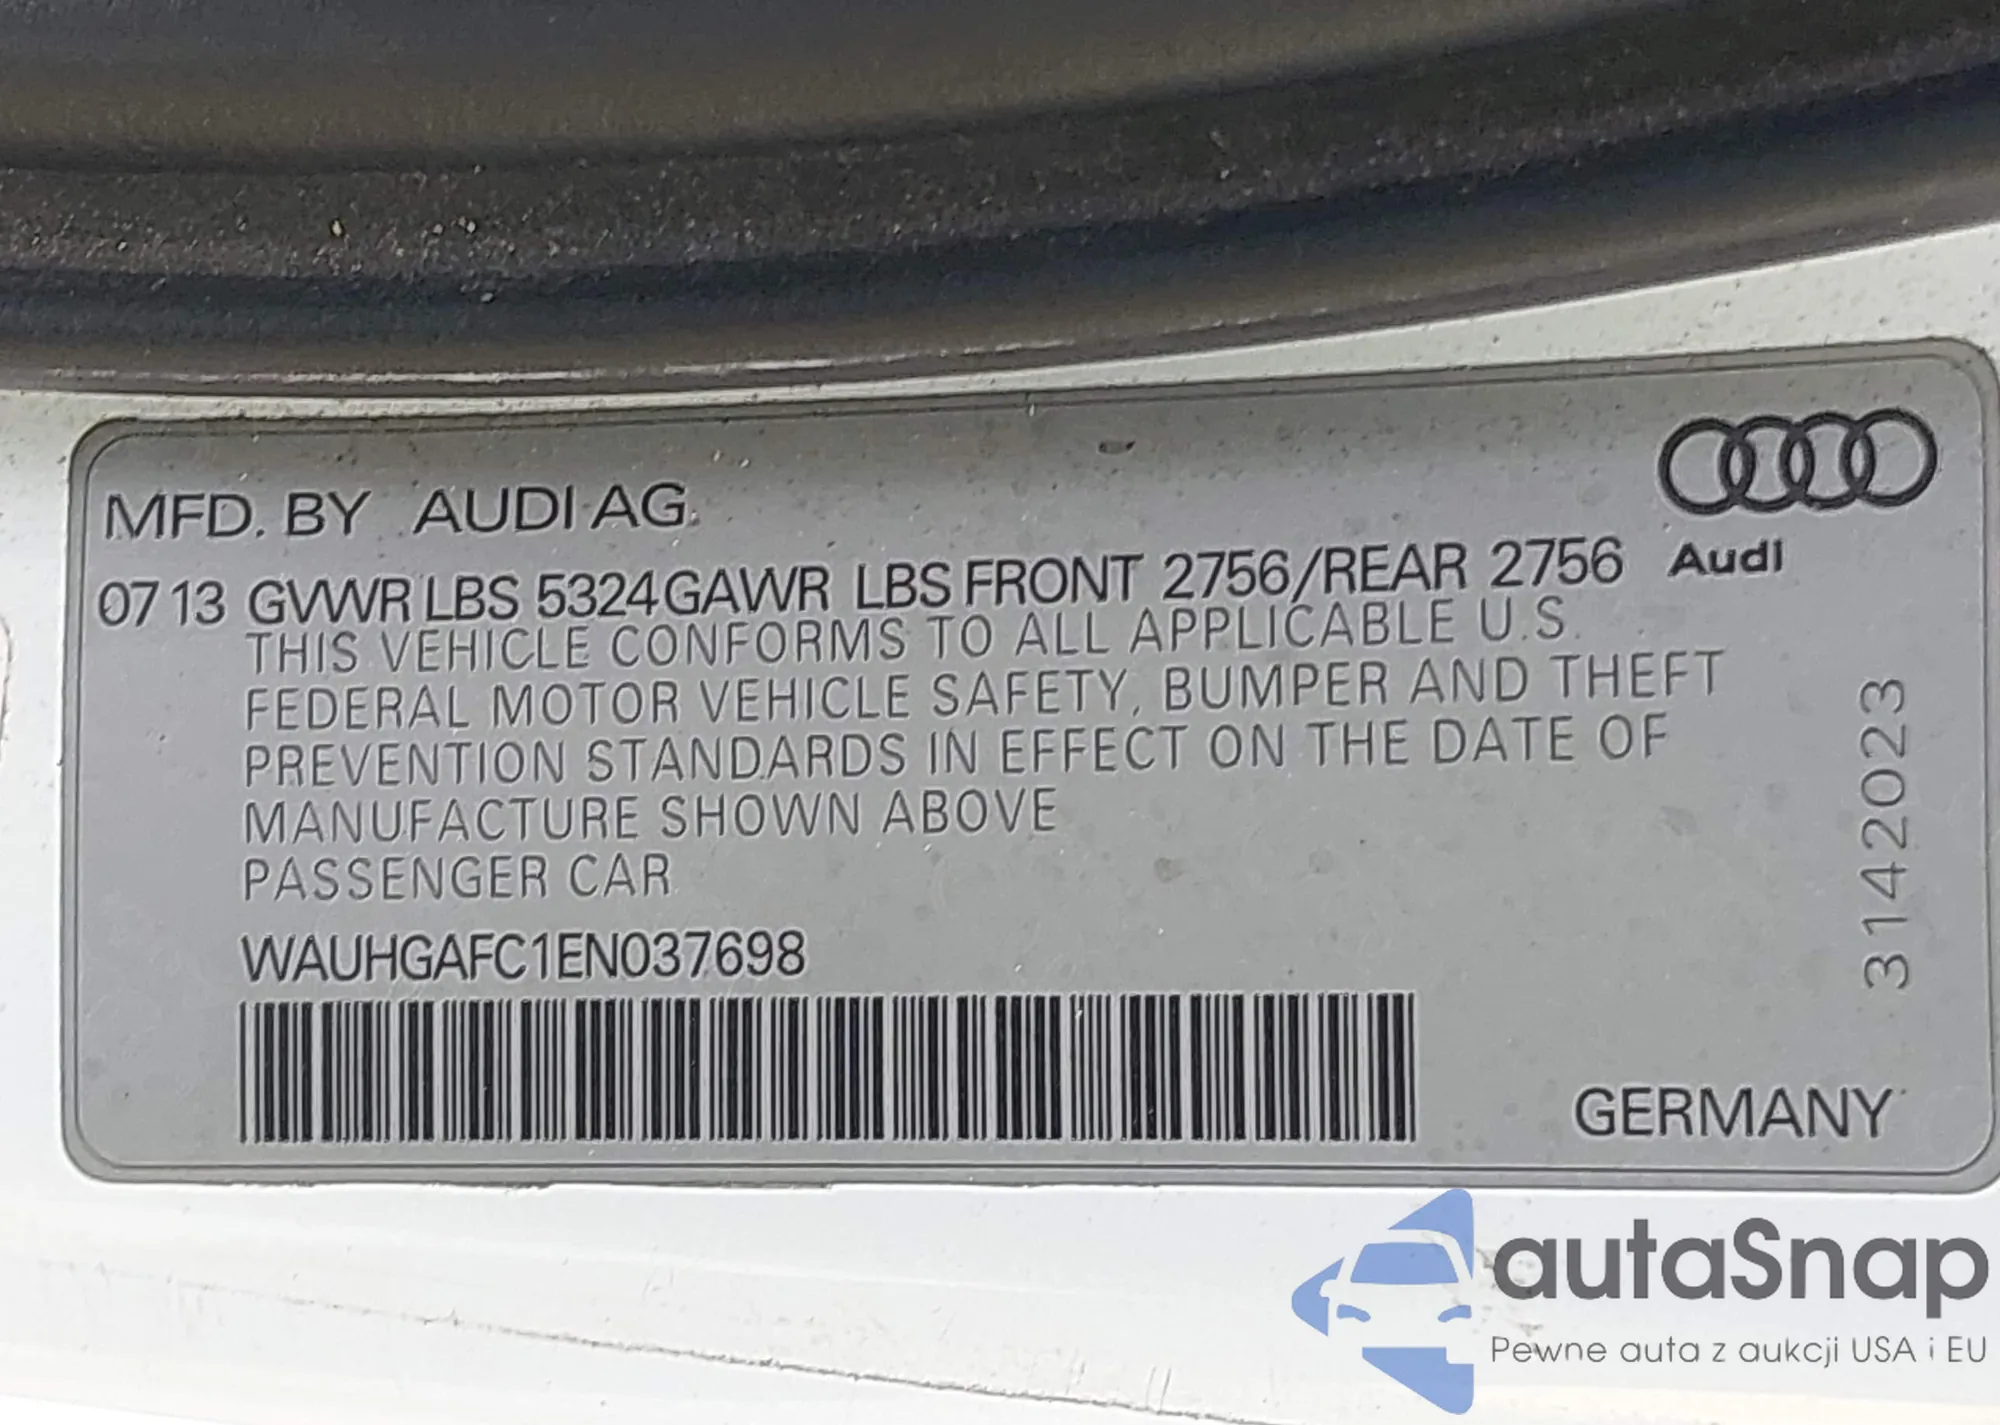 MFD. BY AUDI AG.
Audi
07 13 GVWR LBS 5324 GAWR LBS FRONT 2756/REAR 2756
THIS VEHICLE CONFORMS TO ALL APPLICABLE U.S.
FEDERAL MOTOR VEHICLE SAFETY, BUMPER AND THEFT
PREVENTION STANDARDS IN EFFECT ON THE DATE OF
MANUFACTURE SHOWN ABOVE
PASSENGER CAR
WAUHGAFC1EN037698
3142023
GERMANY
autaSnap
Pewne auta z aukcji USA i EU